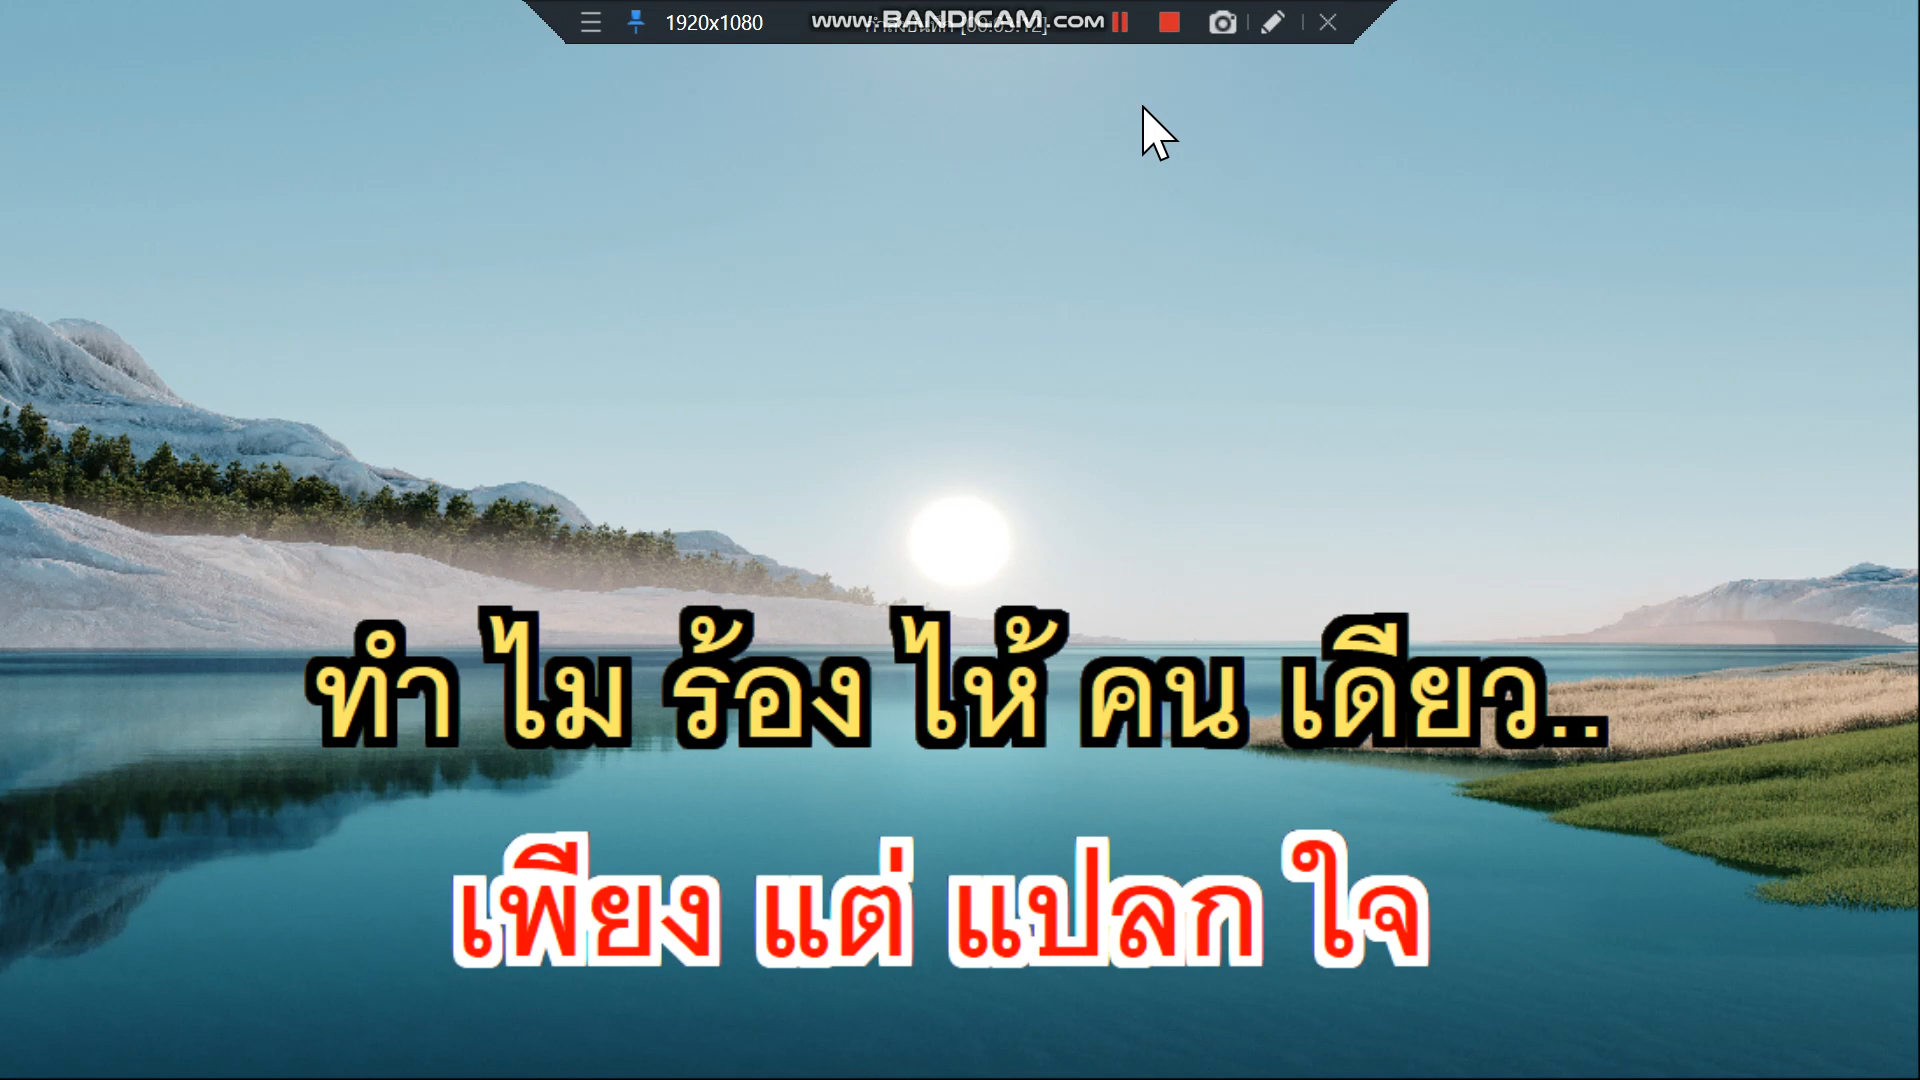 1920x1080
www.BANDICAM.COM
ทำ ไม ร้อง ไห้ คน เดียว..
เพียง แต่ แปลก ใจ